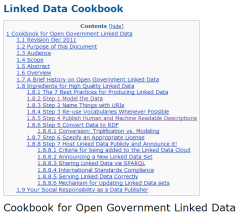 Linked Data Cookbook
Contents [hide]
1 Cookbook for Open Government Linked Data
1.1 Revision Dec 2011
1.2 Purpose of this Document
1.3 Audience
1.4 Scope
1.5 Abstract
1.6 Overview
1.7 A Brief History on Open Government Linked Data
1.8 Ingredients for High Quality Linked Data
1.8.1 The 7 Best Practices for Producing Linked Data
1.8.2 Step 1 Model the Data
1.8.3 Step 2 Name Things with URIs
1.8.4 Step 3 Re-use Vocabularies Whenever Possible
1.8.5 Step 4 Publish Human and Machine Readable Descriptions
1.8.6 Step 5 Convert Data to RDF
1.8.6.1 Conversion: Triplification vs. Modeling
1.8.7 Step 6 Specify an Appropriate License
1.8.8 Step 7 Host Linked Data Publicly and Announce it!
1.8.8.1 Criteria for being added to the Linked Data Cloud
1.8.8.2 Announcing a New Linked Data Set
1.8.8.3 Sharing Linked Data via SPARQL
1.8.8.4 International Standards Compliance
1.8.8.5 Serving Linked Data Correctly
1.8.8.6 Mechanism for Updating Linked Data sets
1.9 Your Social Responsibility as a Data Publisher
Cookbook for Open Government Linked Data